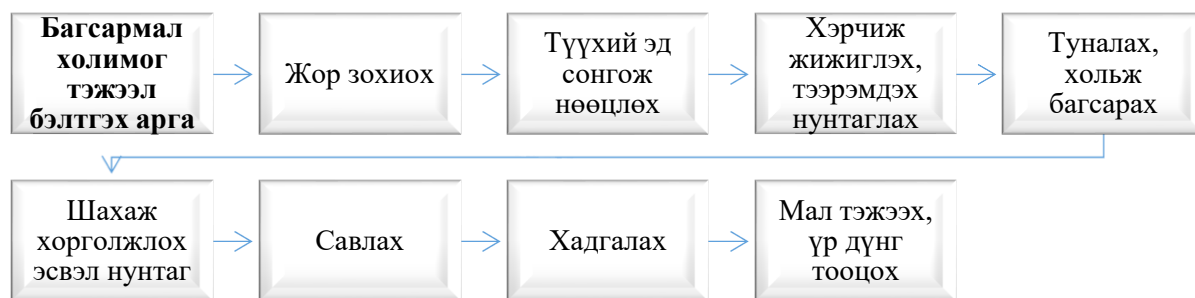 Багсармал
холимог
тэжээл
бэлтгэх арга
Жор зохиох
Түүхий эд
сонгож
нөөцлөх
Хэрчиж
жижиглэх,
тээрэмдэх
нунтаглах
Туналах,
хольж
багсарах
Шахаж
хорголжлох
эсвэл нунтаг
Савлах
Хадгалах
Мал тэжээх,
үр дүнг
тооцох